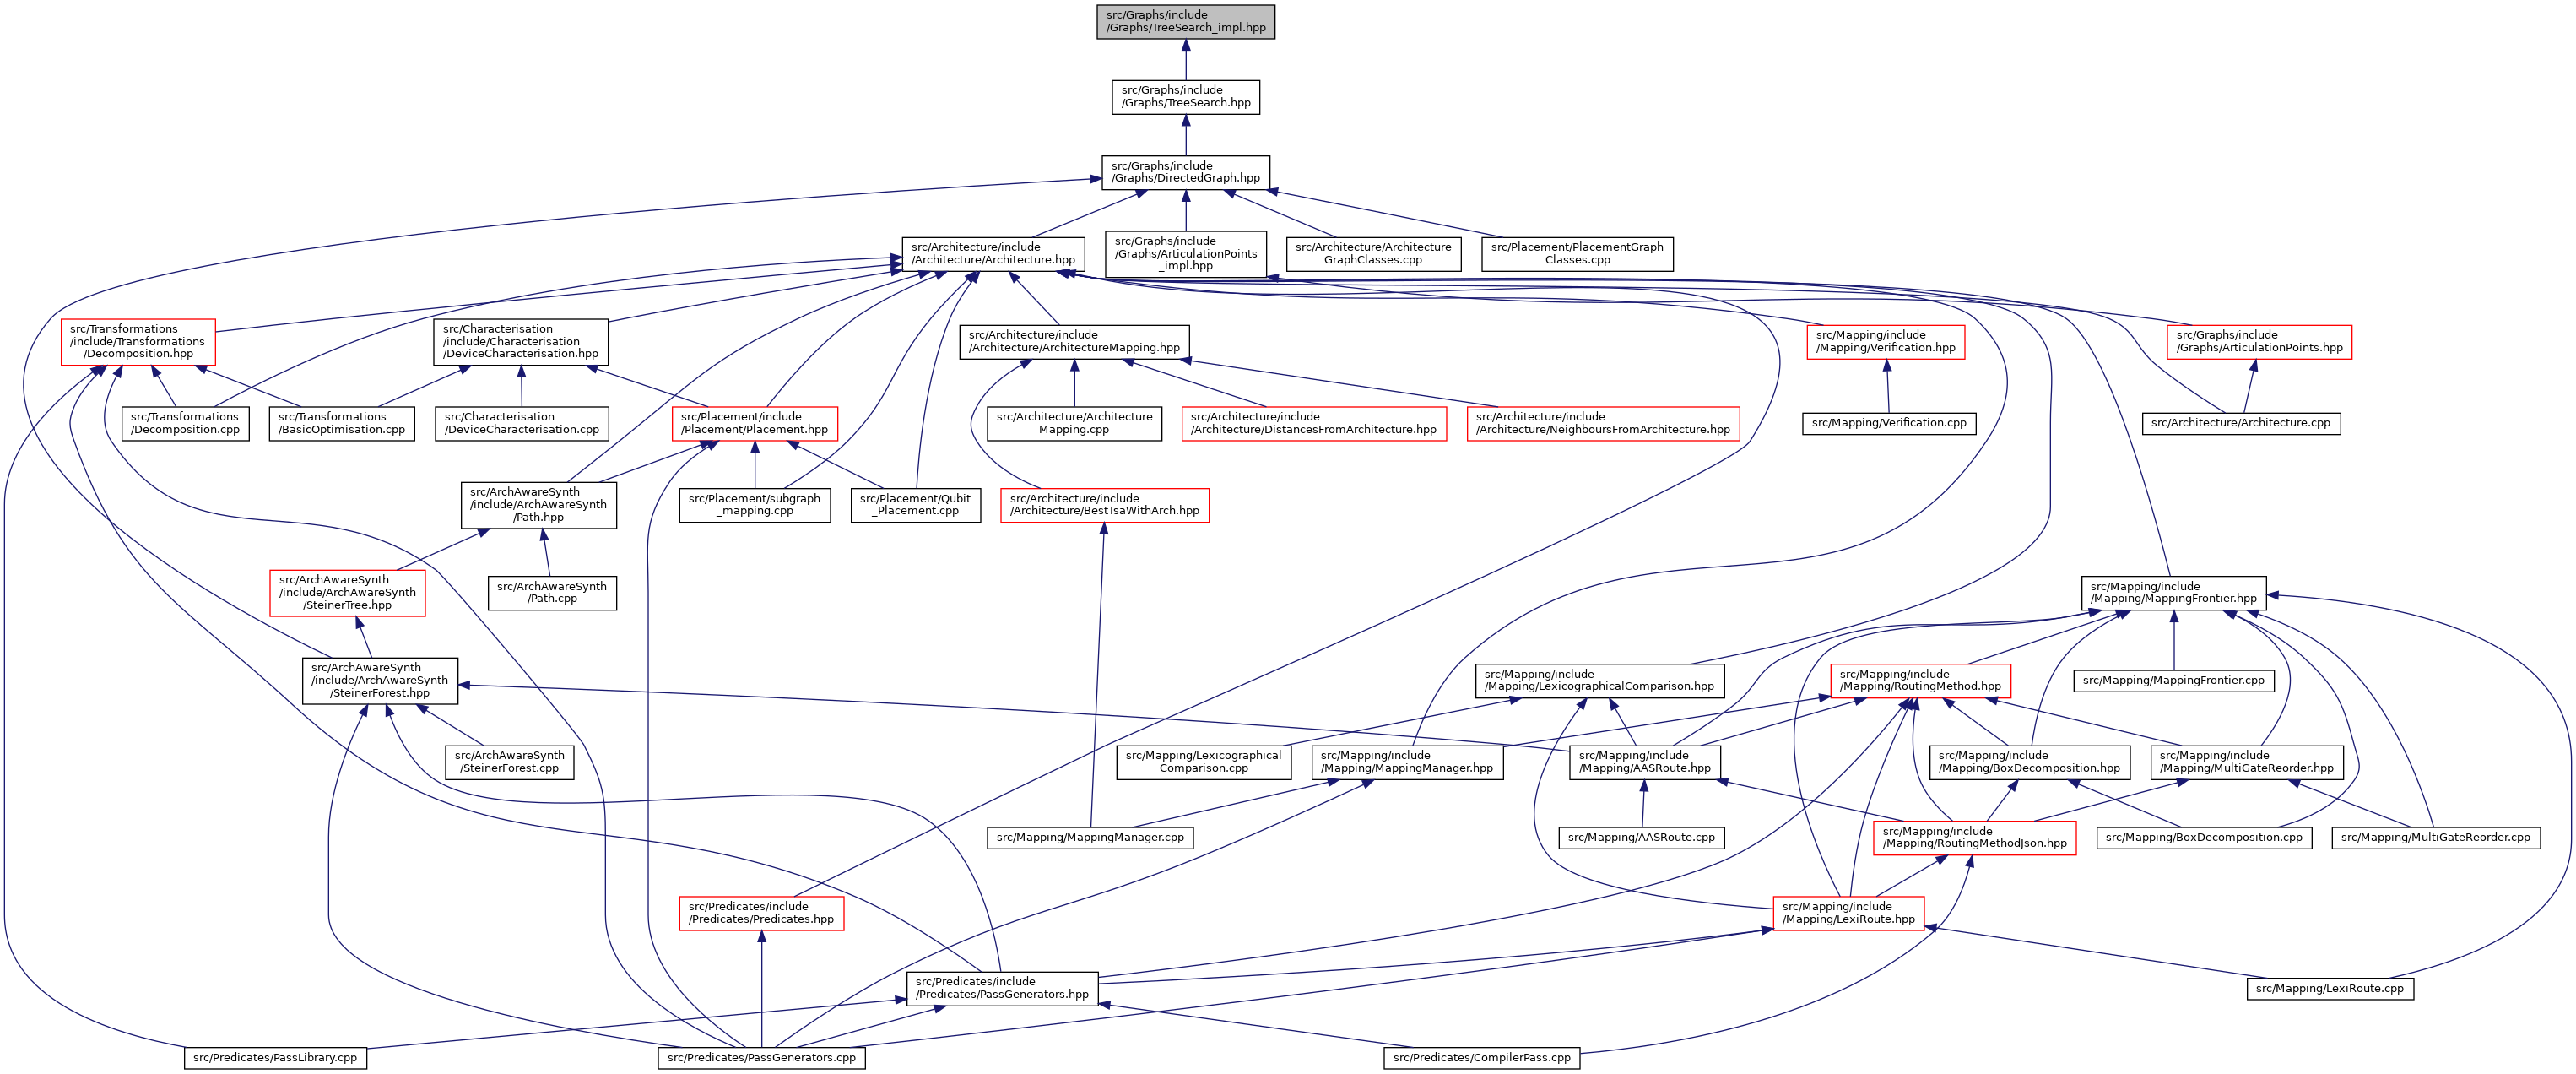 src/Graphs/include
/Graphs/TreeSearch_impl.hpp
src/Graphs/include
/Graphs/TreeSearch.hpp
src/Graphs/include
/Graphs/DirectedGraph.hpp
src/Architecture/include
/Architecture/Architecture.hpp
src/Graphs/include
/Graphs/ArticulationPoints
_impl.hpp
src/Architecture/Architecture
GraphClasses.cpp
src/Placement/PlacementGraph
Classes.cpp
src/Transformations
/include/Transformations
/Decomposition.hpp
src/Characterisation
/include/Characterisation
/DeviceCharacterisation.hpp
src/Architecture/include
/Architecture/ArchitectureMapping.hpp
src/Mapping/include
/Mapping/Verification.hpp
src/Graphs/include
/Graphs/ArticulationPoints.hpp
src/Transformations
/Decomposition.cpp
src/Transformations
/BasicOptimisation.cpp
src/Characterisation
/DeviceCharacterisation.cpp
src/Placement/include
/Placement/Placement.hpp
src/Architecture/Architecture
Mapping.cpp
src/Architecture/include
/Architecture/DistancesFromArchitecture.hpp
src/Architecture/include
/Architecture/NeighboursFromArchitecture.hpp
src/Mapping/Verification.cpp
src/Architecture/Architecture.cpp
src/ArchAwareSynth
/include/ArchAwareSynth
/Path.hpp
src/Placement/subgraph
_mapping.cpp
src/Placement/Qubit
_Placement.cpp
src/Architecture/include
/Architecture/BestTsaWithArch.hpp
src/ArchAwareSynth
/include/ArchAwareSynth
/SteinerTree.hpp
src/ArchAwareSynth
/Path.cpp
src/Mapping/include
/Mapping/MappingFrontier.hpp
src/ArchAwareSynth
/include/ArchAwareSynth
/SteinerForest.hpp
src/Mapping/include
/Mapping/LexicographicalComparison.hpp
src/Mapping/include
/Mapping/RoutingMethod.hpp
src/Mapping/MappingFrontier.cpp
src/ArchAwareSynth
/SteinerForest.cpp
src/Mapping/Lexicographical
Comparison.cpp
src/Mapping/include
/Mapping/MappingManager.hpp
src/Mapping/include
/Mapping/AASRoute.hpp
src/Mapping/include
/Mapping/BoxDecomposition.hpp
src/Mapping/include
/Mapping/MultiGateReorder.hpp
src/Mapping/MappingManager.cpp
src/Mapping/AASRoute.cpp
src/Mapping/include
/Mapping/RoutingMethodJson.hpp
src/Mapping/BoxDecomposition.cpp
src/Mapping/MultiGateReorder.cpp
src/Predicates/include
/Predicates/Predicates.hpp
src/Mapping/include
/Mapping/LexiRoute.hpp
src/Predicates/include
/Predicates/PassGenerators.hpp
src/Mapping/LexiRoute.cpp
src/Predicates/PassLibrary.cpp
src/Predicates/PassGenerators.cpp
src/Predicates/CompilerPass.cpp